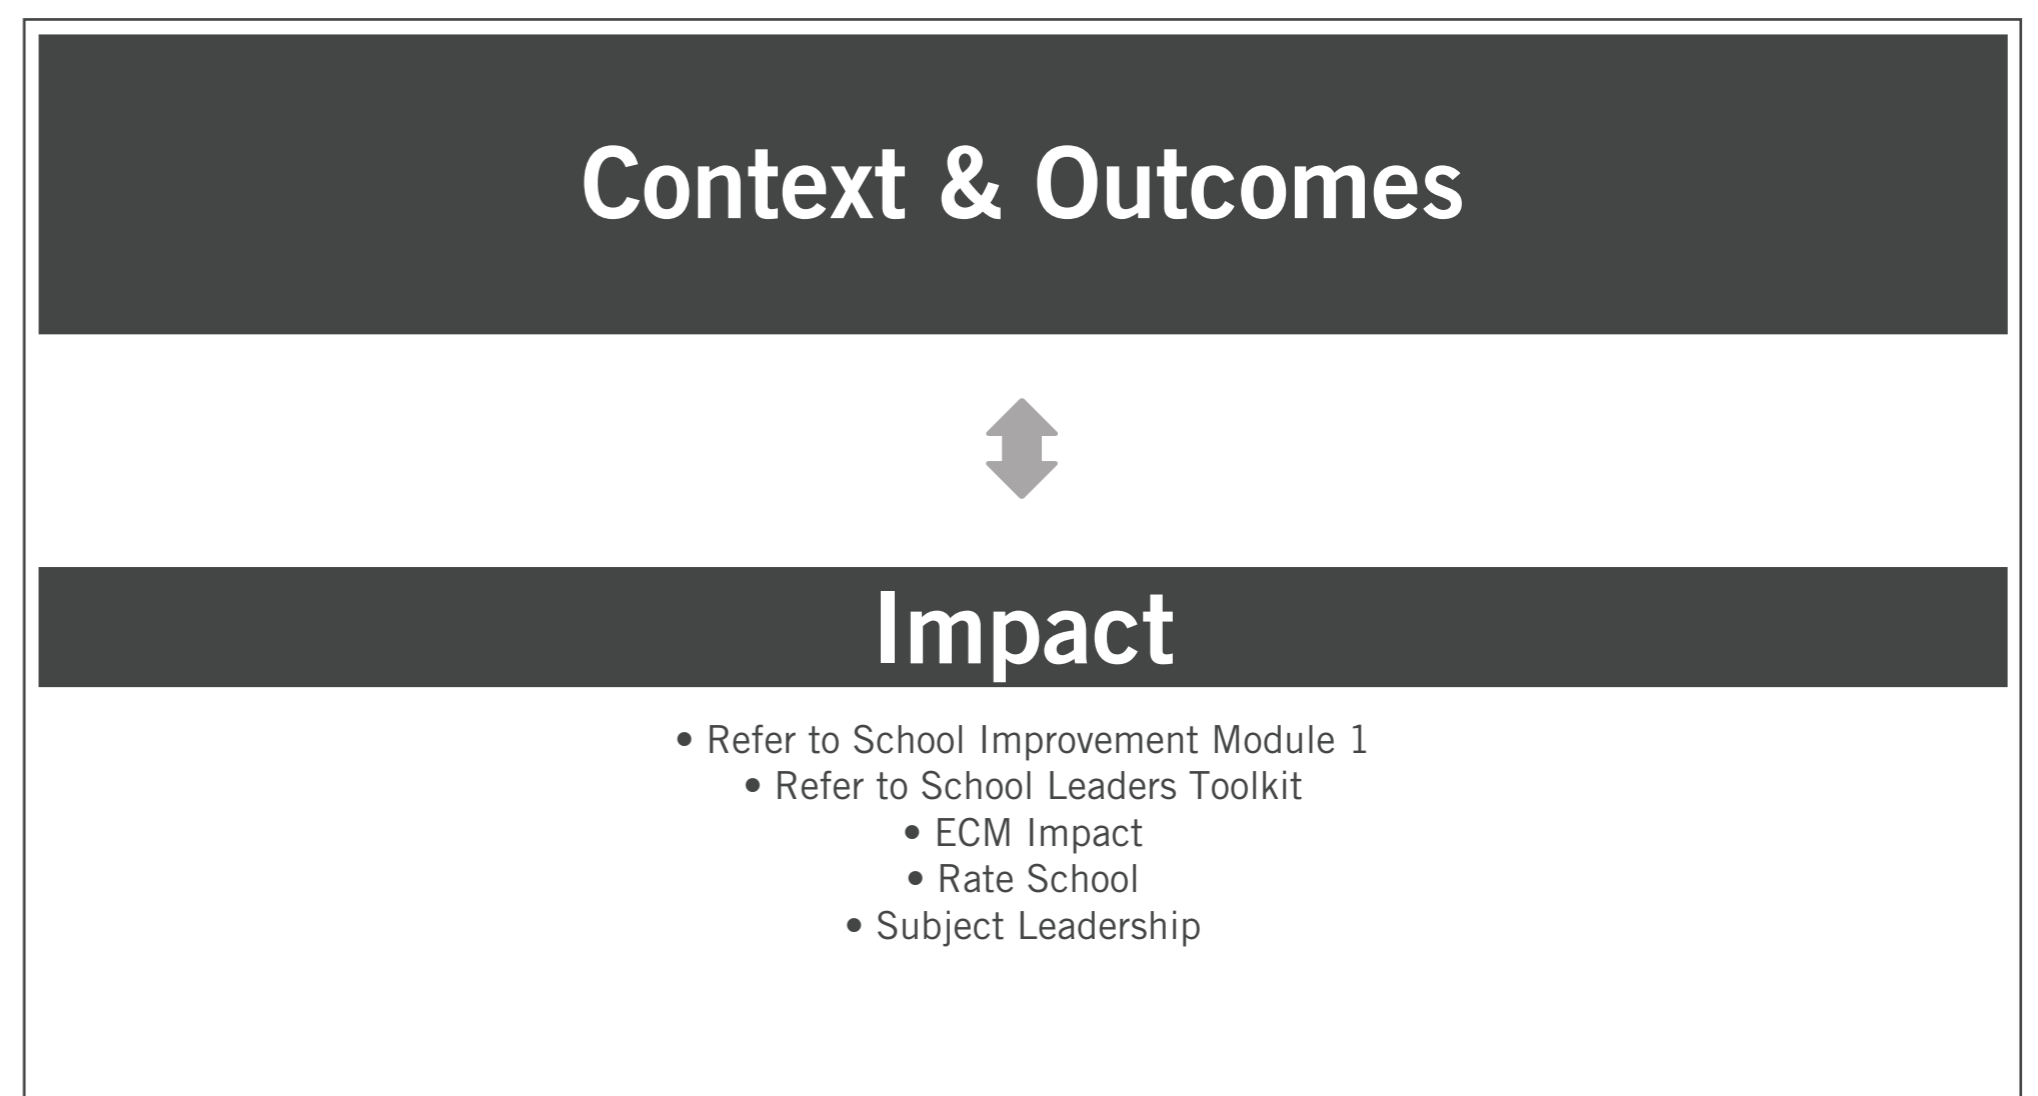 Context & Outcomes
Impact
• Refer to School Improvement Module 1
• Refer to School Leaders Toolkit
• ECM Impact
• Rate School
• Subject Leadership